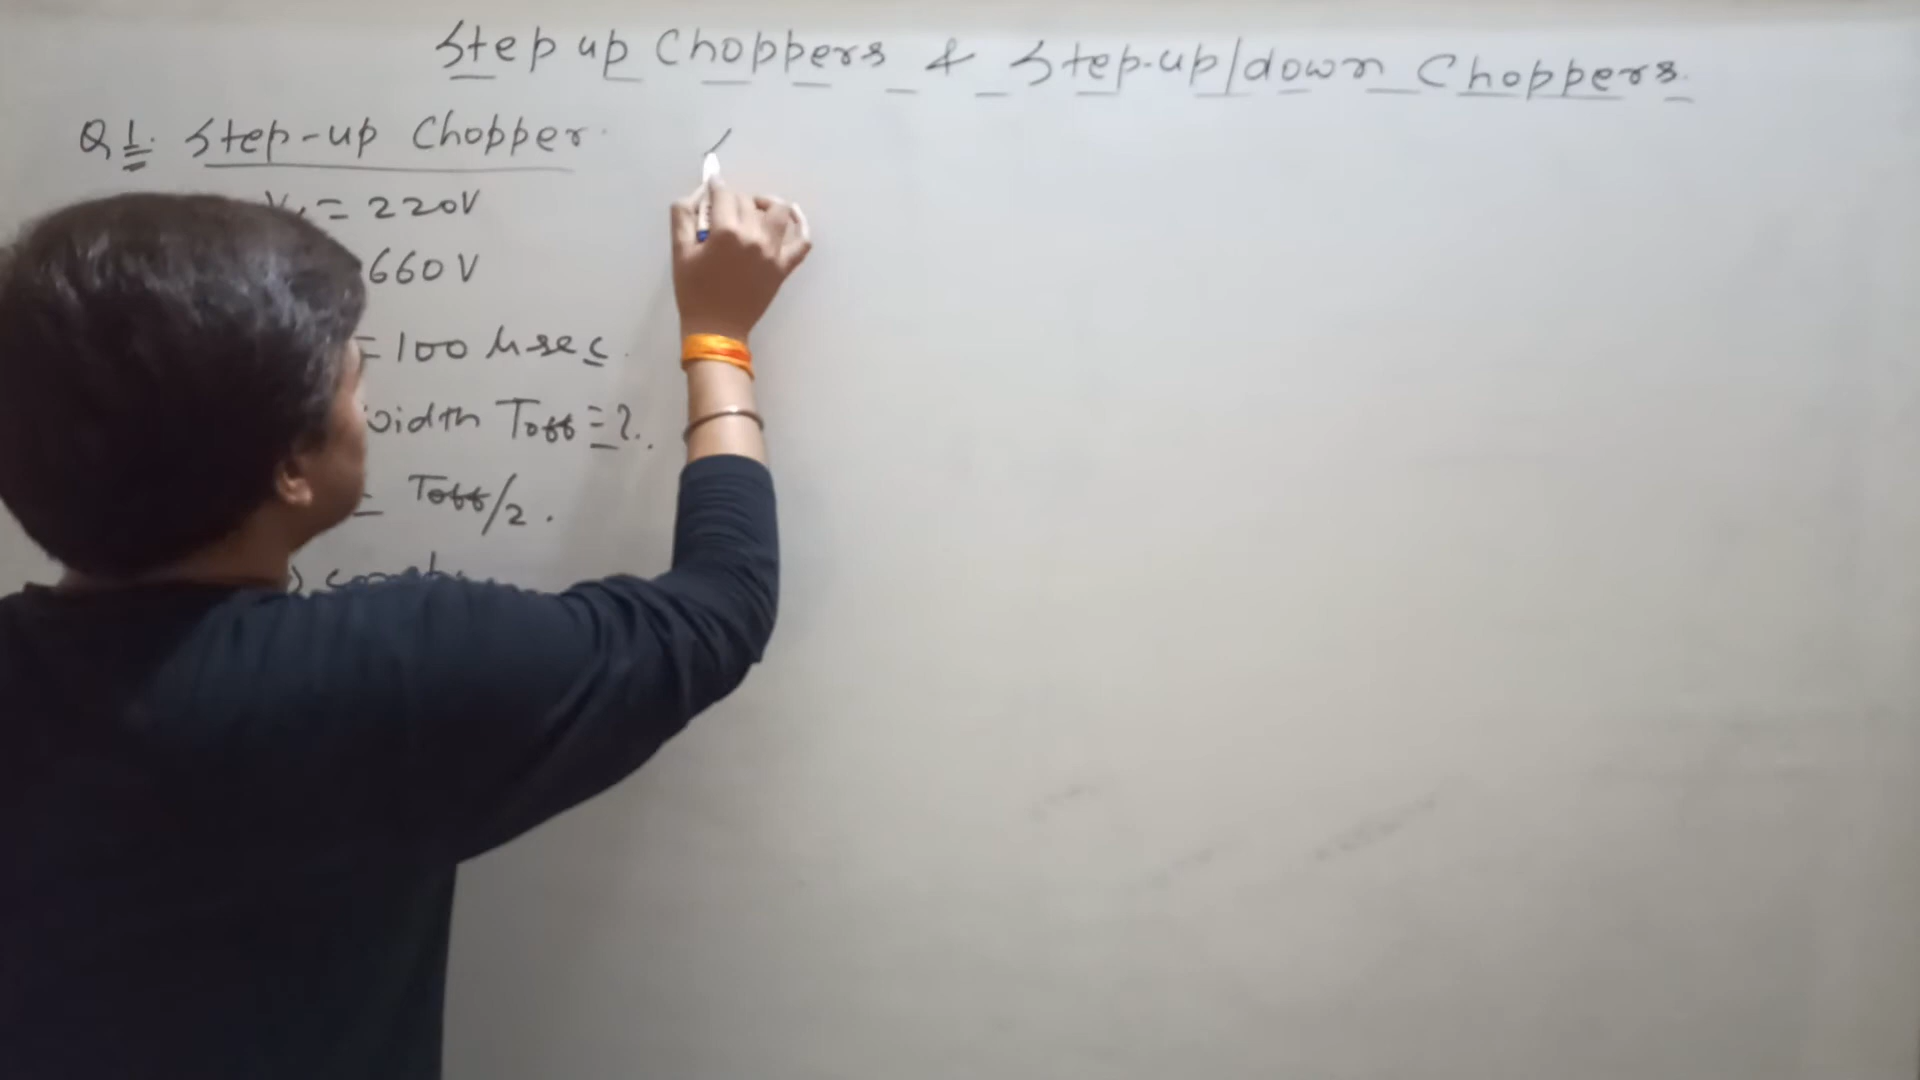 Step up Choppers & Step-up/down Choppers.
Q1. Step-up Chopper.
= 220V
660 V
= 100 μsec.
width Toff = ?.
= Toff/2.